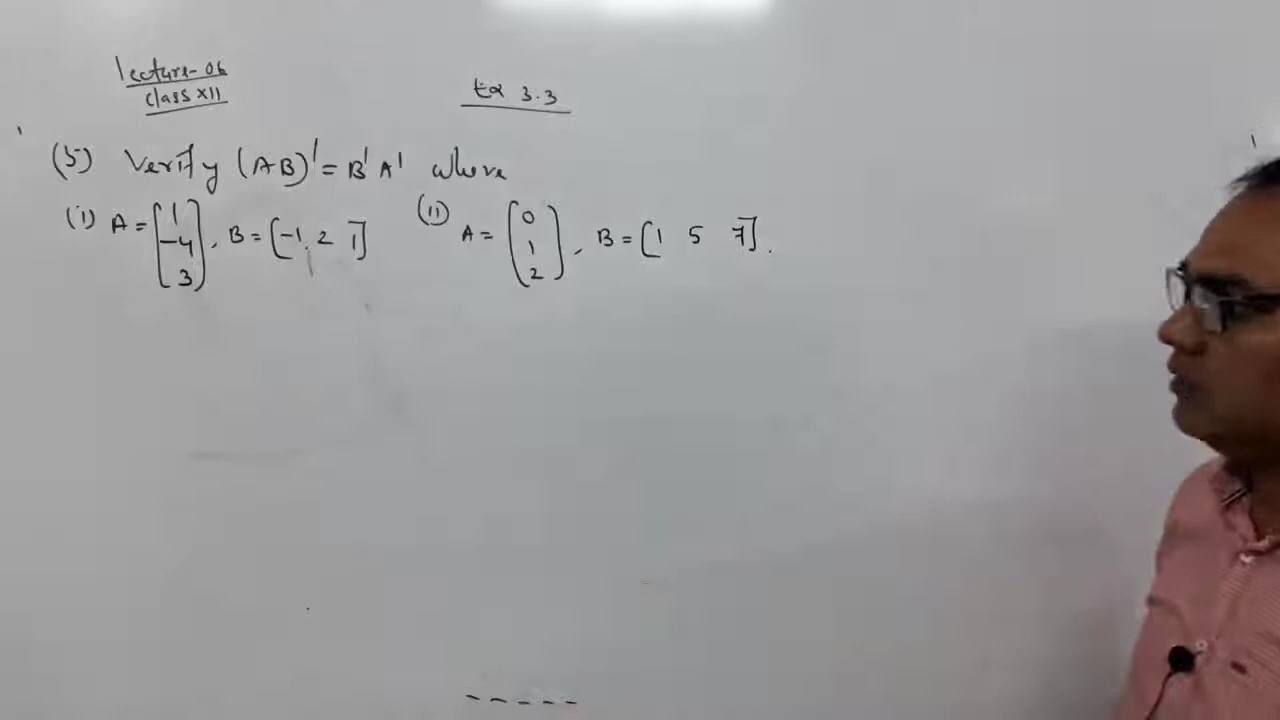 Lecture-06
Class XII
Ex 3.3
(5) Verify (AB)' = B'A' where
(i) A = [1 -4 3], B = [-1 2 1]
(ii) A = [0 1 2], B = [1 5 7].